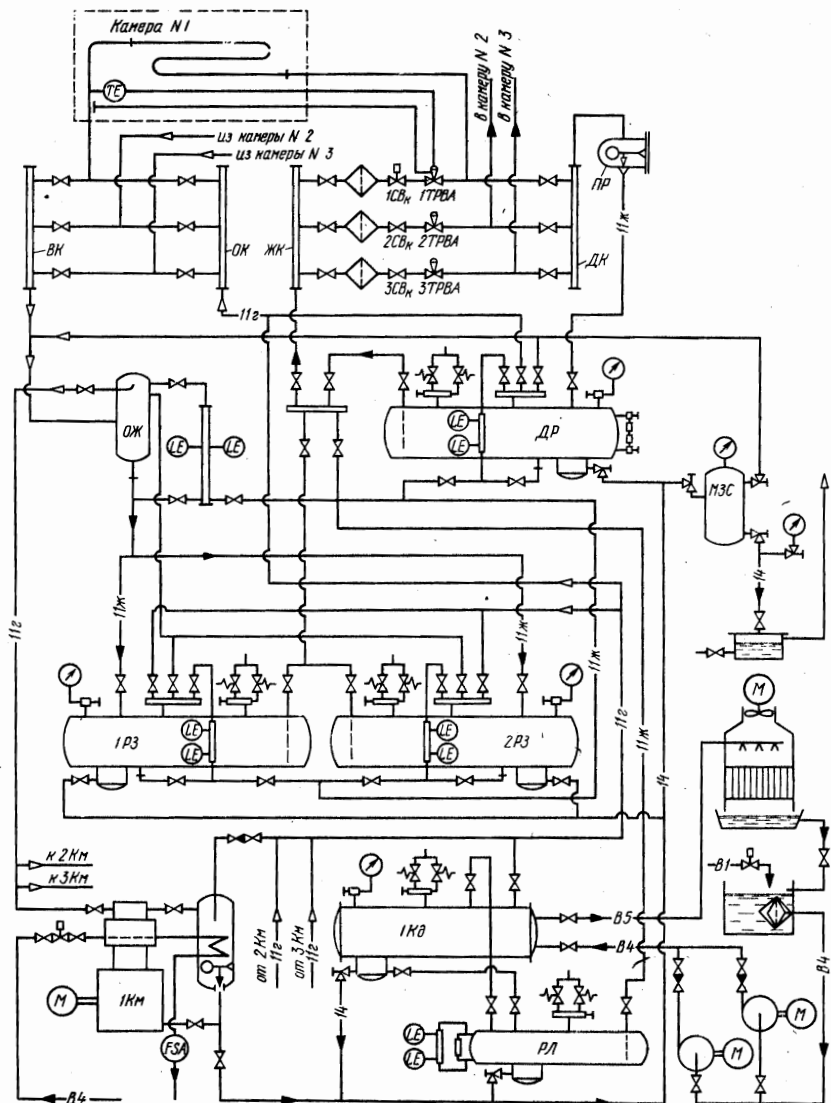 Камера N1
TE
из камеры N 2
из камеры N 3
в камеру N 2
в камеру N 3
ПР
1СВк 1ТРВА
2СВк 2ТРВА
3СВк 3ТРВА
ВК
ОК
ЖК
ДК
11ж
11г
ОЖ
LE
LE
LE
LE
ДР
МЗС
14
11г
11ж
11ж
11ж
11г
11ж
14
М
LE
LE
1РЗ
LE
LE
2РЗ
к 2Км
к 3Км
от 2Км
11г
от 3Км
11г
1Кд
В5
В4
В1
В4
М
1Км
FSA
14
LE
LE
РЛ
М
М
В4